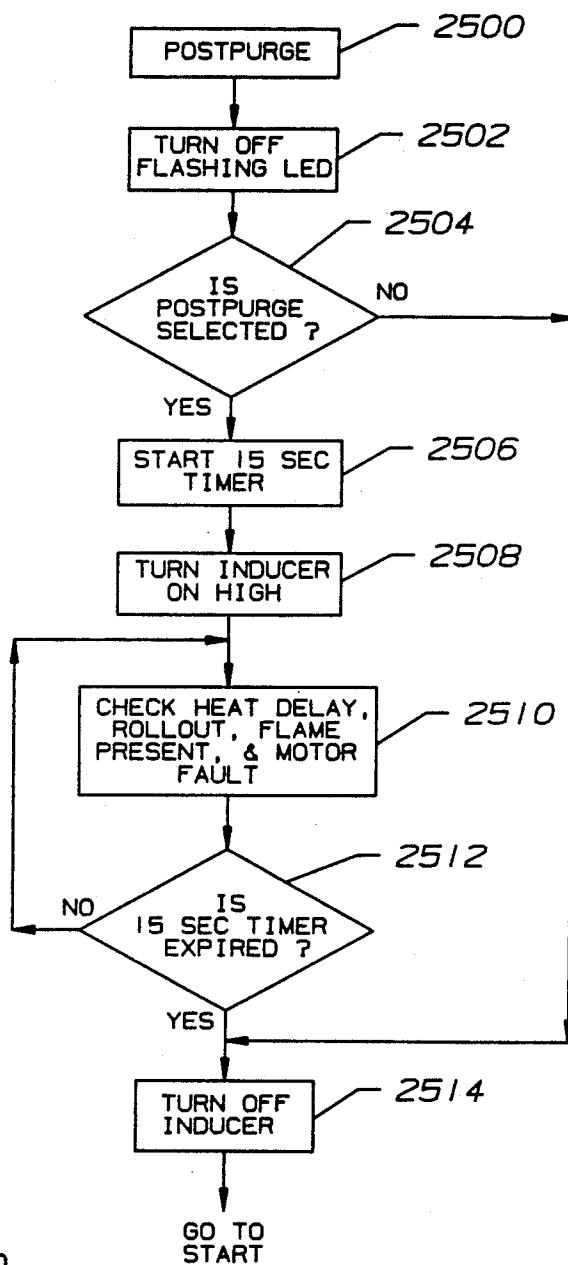 POSTPURGE
2500
TURN OFF
FLASHING LED
2502
2504
IS
POSTPURGE
SELECTED ?
NO
YES
START 15 SEC
TIMER
2506
TURN INDUCER
ON HIGH
2508
CHECK HEAT DELAY,
ROLLOUT, FLAME
PRESENT, & MOTOR
FAULT
2510
2512
IS
15 SEC TIMER
EXPIRED ?
NO
YES
TURN OFF
INDUCER
2514
GO TO
START